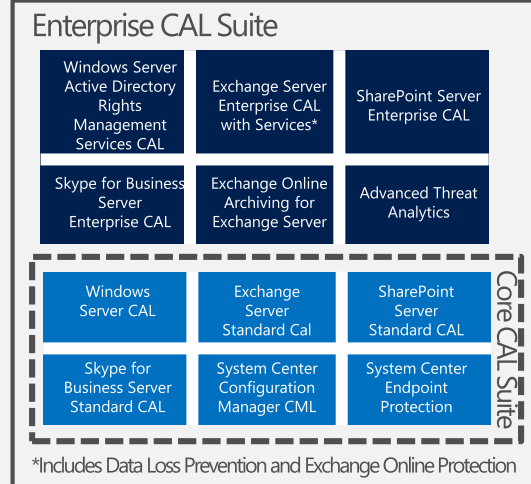 Enterprise CAL Suite
Windows Server
Active Directory
Rights
Management
Services CAL
Exchange Server
Enterprise CAL
with Services*
SharePoint Server
Enterprise CAL
Skype for Business
Server
Enterprise CAL
Exchange Online
Archiving for
Exchange Server
Advanced Threat
Analytics
Windows
Server CAL
Exchange
Server
Standard Cal
SharePoint
Server
Standard CAL
Skype for
Business Server
Standard CAL
System Center
Configuration
Manager CML
System Center
Endpoint
Protection
Core CAL Suite
*Includes Data Loss Prevention and Exchange Online Protection